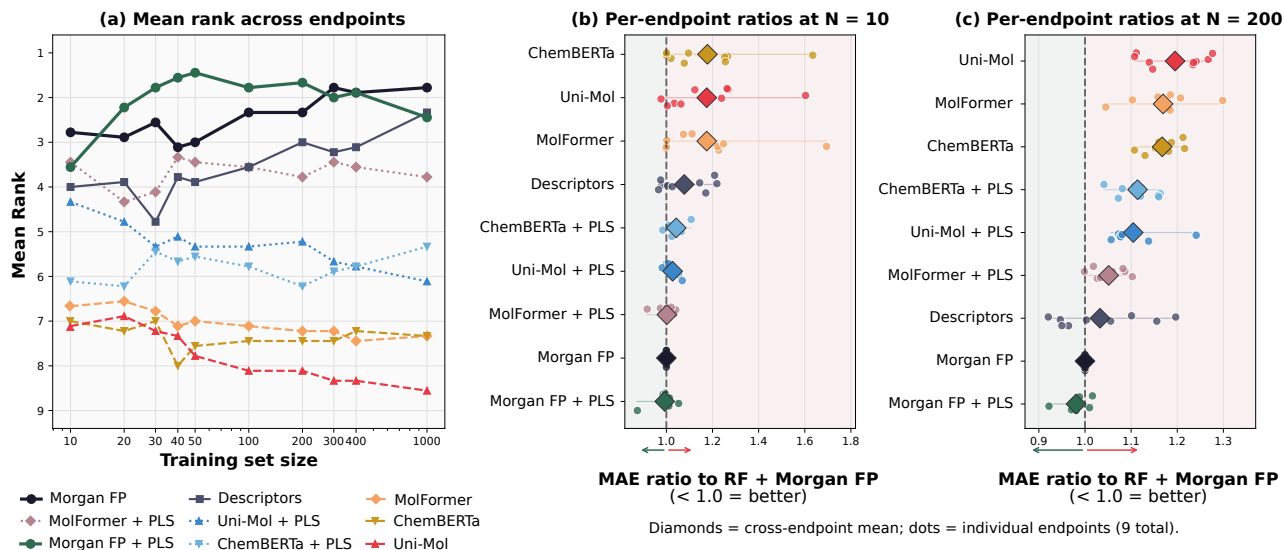 (a) Mean rank across endpoints
1
2
3
4
5
6
7
8
9
Mean Rank
10
20
30
40
50
100
200
300
400
1000
Training set size
Morgan FP
MolFormer + PLS
Morgan FP + PLS
Descriptors
Uni-Mol + PLS
ChemBERTa + PLS
MolFormer
ChemBERTa
Uni-Mol
(b) Per-endpoint ratios at N = 10
ChemBERTa
Uni-Mol
MolFormer
Descriptors
ChemBERTa + PLS
Uni-Mol + PLS
MolFormer + PLS
Morgan FP
Morgan FP + PLS
1.0
1.2
1.4
1.6
1.8
MAE ratio to RF + Morgan FP
(< 1.0 = better)
(c) Per-endpoint ratios at N = 200
Uni-Mol
MolFormer
ChemBERTa
ChemBERTa + PLS
Uni-Mol + PLS
MolFormer + PLS
Descriptors
Morgan FP
Morgan FP + PLS
0.9
1.0
1.1
1.2
1.3
MAE ratio to RF + Morgan FP
(< 1.0 = better)
Diamonds = cross-endpoint mean; dots = individual endpoints (9 total).